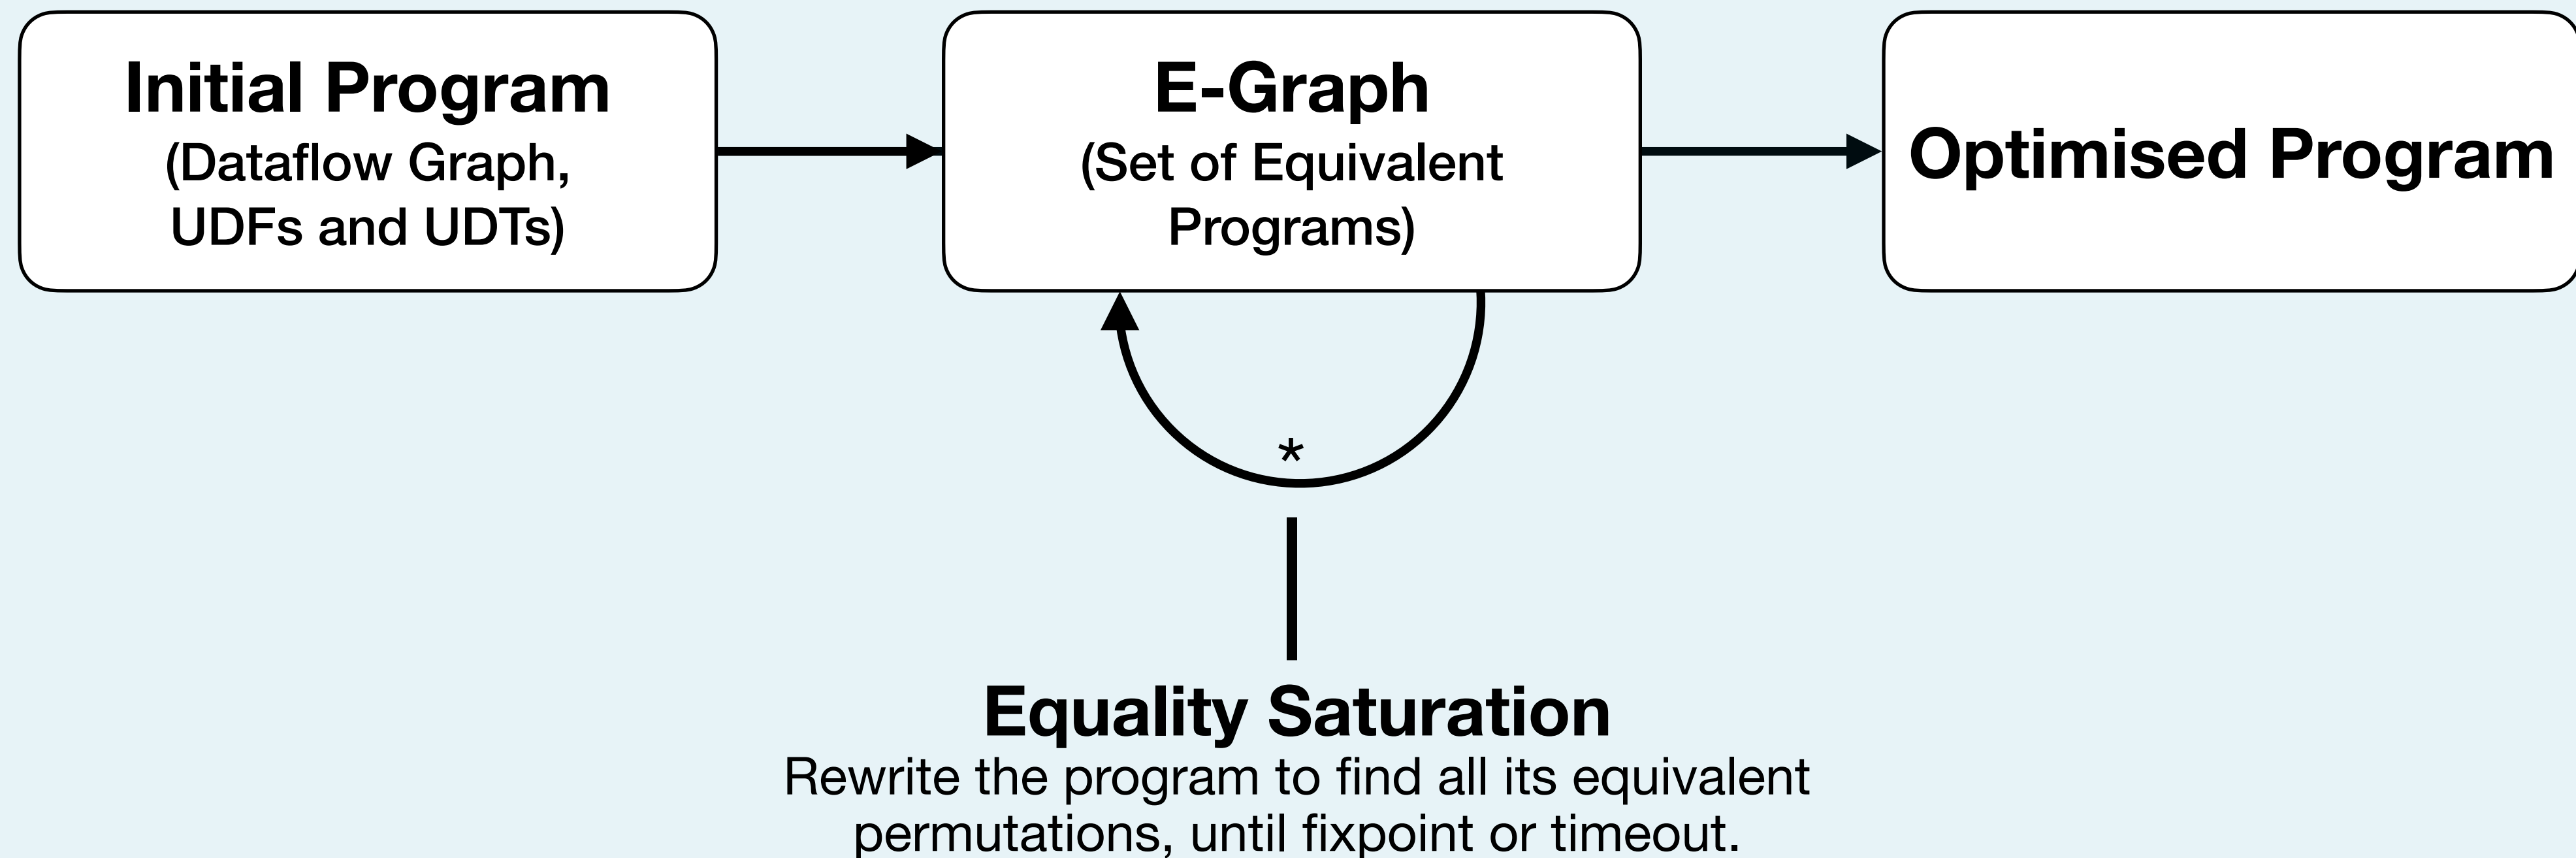 Initial Program
(Dataflow Graph,
UDFs and UDTs)
E-Graph
(Set of Equivalent
Programs)
Optimised Program
*
Equality Saturation
Rewrite the program to find all its equivalent
permutations, until fixpoint or timeout.